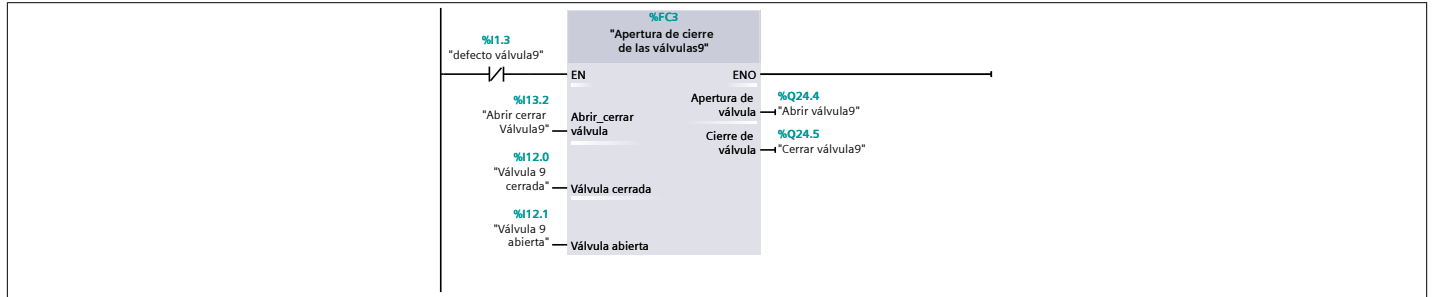 %FC3
"Apertura de cierre
de las válvulas9"
%I1.3
"defecto válvula9"
EN
ENO
%I13.2
"Abrir cerrar
Válvula9"
Abrir_cerrar
válvula
Apertura de
válvula
%Q24.4
"Abrir válvula9"
Cierre de
válvula
%Q24.5
"Cerrar válvula9"
%I12.0
"Válvula 9
cerrada"
Válvula cerrada
%I12.1
"Válvula 9
abierta"
Válvula abierta